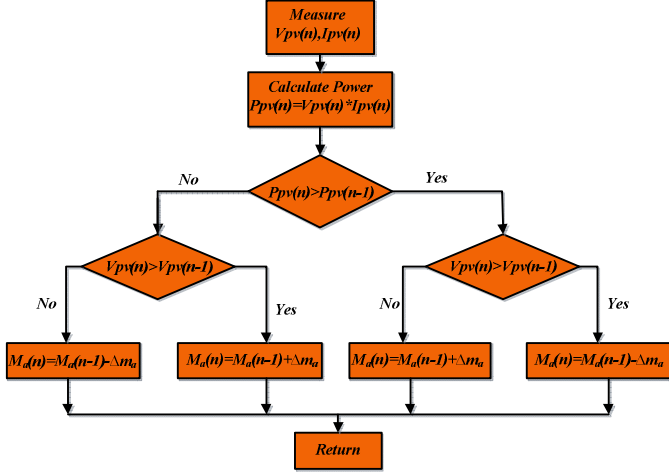 Measure
Vpv(n),Ipv(n)
Calculate Power
Ppv(n)=Vpv(n)*Ipv(n)
Ppv(n)>Ppv(n-1)
No
Yes
Vpv(n)>Vpv(n-1)
Vpv(n)>Vpv(n-1)
No
Yes
No
Yes
Ma(n)=Ma(n-1)-Δma
Ma(n)=Ma(n-1)+Δma
Ma(n)=Ma(n-1)+Δma
Ma(n)=Ma(n-1)-Δma
Return